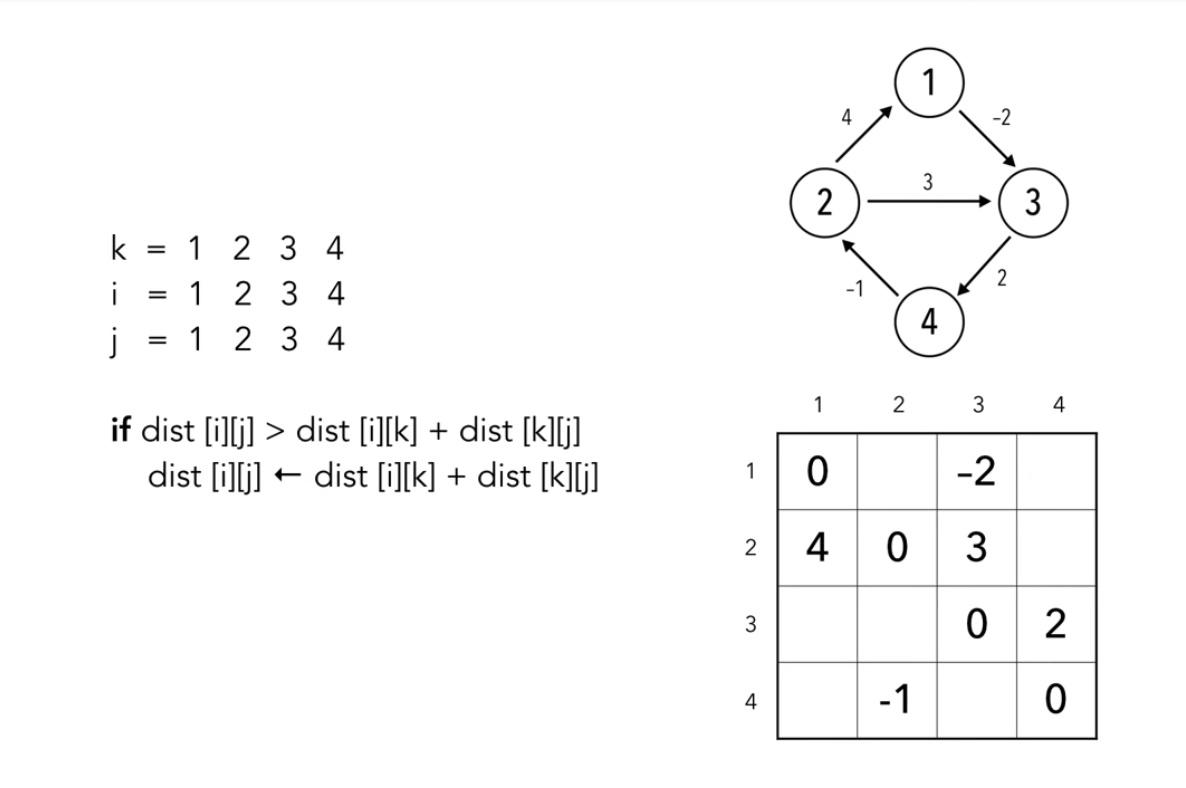 k = 1 2 3 4
i = 1 2 3 4
j = 1 2 3 4
if dist [i][j] > dist [i][k] + dist [k][j]
dist [i][j] ← dist [i][k] + dist [k][j]
1
4
-2
2
3
3
-1
2
4
1 2 3 4
1 0 -2
2 4 0 3
3 0 2
4 -1 0